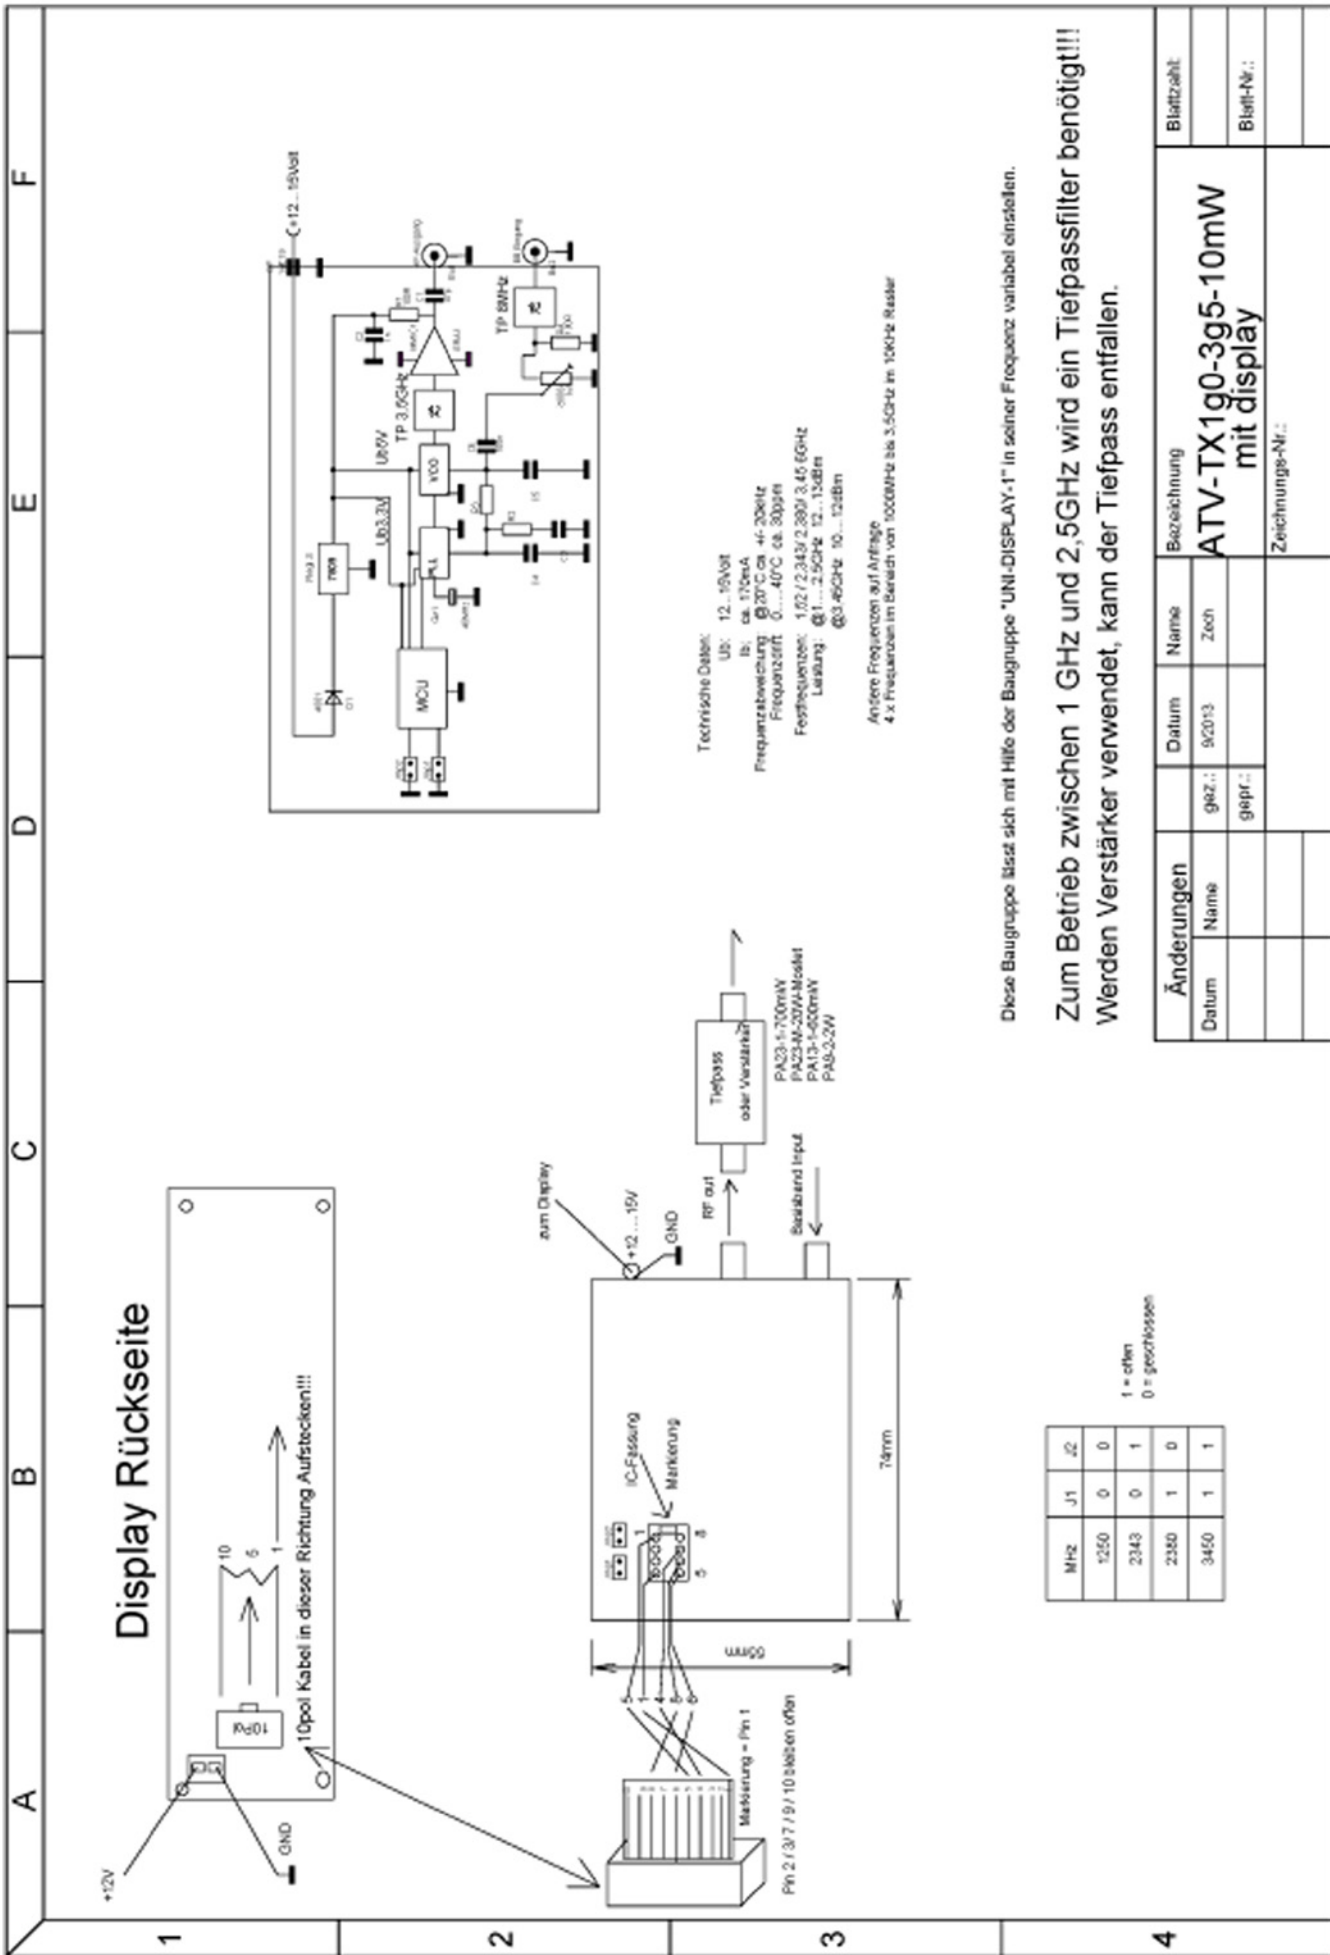 A
B
C
D
E
F
1
2
3
4
Display Rückseite
+12V
GND
10Pol
10
5
1
10pol Kabel in dieser Richtung Aufstecken!!!
Markierung = Pin 1
Pin 2 / 3/ 7 / 9 / 10 bleiben offen
IC-Fassung
Markierung
1
8
5
55mm
74mm
zum Display
+12....15V
GND
RF out
Basisband Input
Tiefpass
oder Verstärker
PA23-1-700mW
PA23-M-20W-Mosfet
PA13-1-600mW
PA9-2-2W
MHz J1 J2
1250 0 0
2343 0 1
2380 1 0
3450 1 1
1 = offen
0 = geschlossen
+12....15Volt
4001
D1
7808
Ub3,3V
Ub8V
MCU
PLL
VCO
TP 3.5GHz
TP 8MHz
BB Eingang
Technische Daten:
Ub: 12...15Volt
Ib: ca. 170mA
Frequenzabweichung: @20°C ca. +/- 20kHz
Frequenzdrift: 0.....40°C ca. 30ppm
Festfrequenzen: 2.343/ 2.380/ 3.45 GHz
Leistung: @1.....2.5GHz 12....13dBm
@3.45GHz 10....12dBm
Andere Frequenzen auf Anfrage
4 x Frequenzen im Bereich von 1000MHz bis 3,5GHz im 10KHz Raster
Diese Baugruppe lässt sich mit Hilfe der Baugruppe "UNI-DISPLAY-1" in seiner Frequenz variabel einstellen.
Zum Betrieb zwischen 1 GHz und 2,5GHz wird ein Tiefpassfilter benötigt!!!
Werden Verstärker verwendet, kann der Tiefpass entfallen.
Änderungen
Datum Name
Datum Name
gez.: 9/2013 Zech
gepr.:
Bezeichnung
ATV-TX1g0-3g5-10mW
mit display
Zeichnungs-Nr.:
Blattzahl:
Blatt-Nr.: